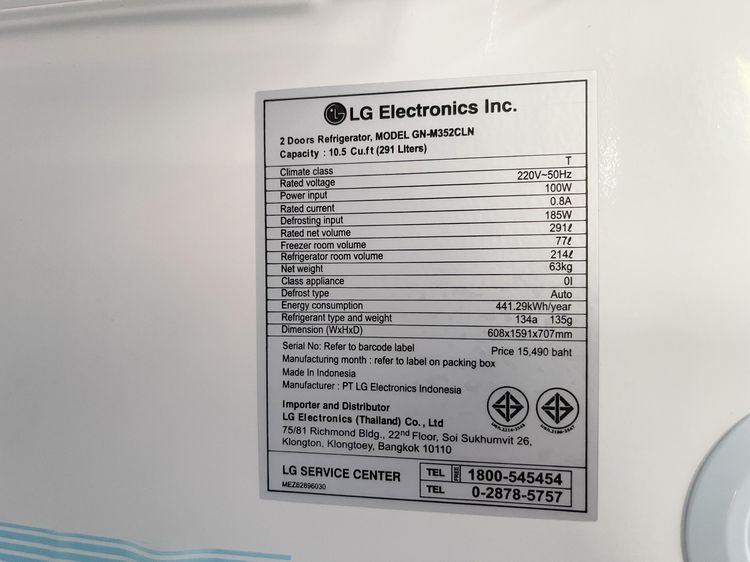 LG Electronics Inc.
2 Doors Refrigerator, MODEL GN-M352CLN
Capacity : 10.5 Cu.ft (291 Liters)
Climate class T
Rated voltage 220V~50Hz
Power input 100W
Rated current 0.8A
Defrosting input 185W
Rated net volume 291ℓ
Freezer room volume 77ℓ
Refrigerator room volume 214ℓ
Net weight 63kg
Class appliance 0I
Defrost type Auto
Energy consumption 441.29kWh/year
Refrigerant type and weight 134a 135g
Dimension (WxHxD) 608x1591x707mm
Serial No: Refer to barcode label Price 15,490 baht
Manufacturing month : refer to label on packing box
Made In Indonesia
Manufacturer : PT LG Electronics Indonesia
Importer and Distributor
LG Electronics (Thailand) Co., Ltd
75/81 Richmond Bldg., 22nd Floor, Soi Sukhumvit 26,
Klongton, Klongtoey, Bangkok 10110
LG SERVICE CENTER
MEZ62896030
TEL FREE 1800-545454
TEL 0-2878-5757